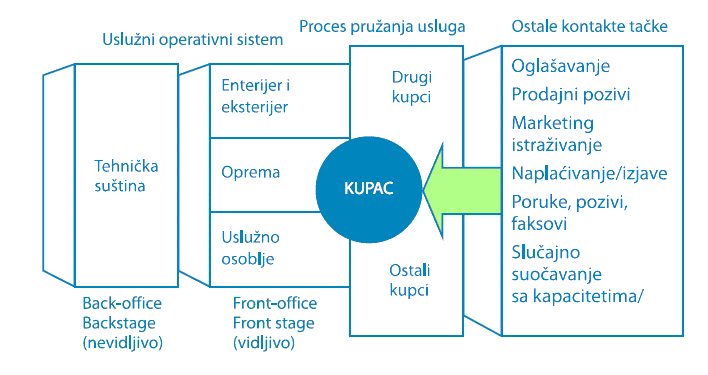 Uslužni operativni sistem
Proces pružanja usluga
Ostale kontakte tačke
Tehnička
suština
Enterijer i
eksterijer
Oprema
Uslužno
osoblje
Drugi
kupci
KUPAC
Ostali
kupci
Oglašavanje
Prodajni pozivi
Marketing
istraživanje
Naplaćivanje/izjave
Poruke, pozivi,
faksovi
Slučajno
suočavanje
sa kapacitetima/
Back-office
Backstage
(nevidljivo)
Front-office
Front stage
(vidljivo)